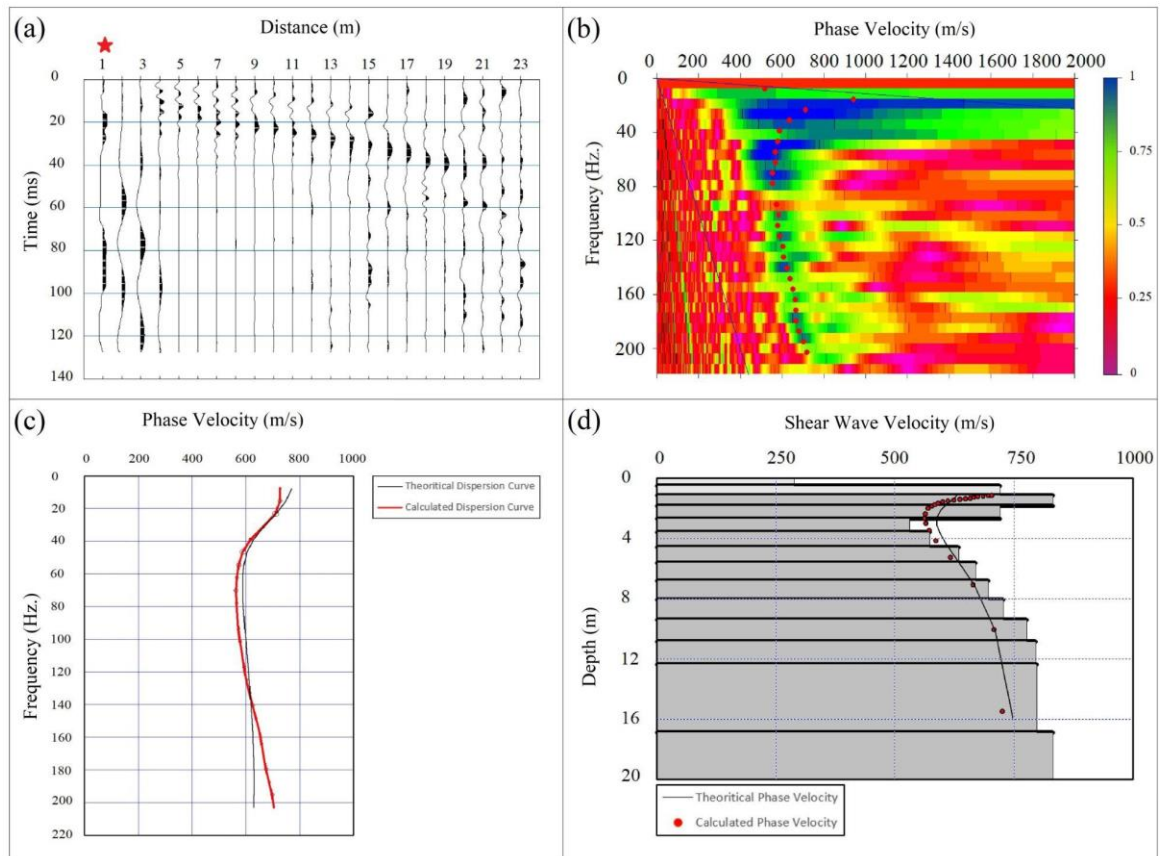 (a)
Distance (m)
1 3 5 7 9 11 13 15 17 19 21 23
Time (ms)
0
20
40
60
80
100
120
140
(b)
Phase Velocity (m/s)
0 200 400 600 800 1000 1200 1400 1600 1800 2000
Frequency (Hz.)
0
40
80
120
160
200
1
0.75
0.5
0.25
0
(c)
Phase Velocity (m/s)
0 200 400 600 800 1000
Frequency (Hz.)
0
20
40
60
80
100
120
140
160
180
200
220
Theoritical Dispersion Curve
Calculated Dispersion Curve
(d)
Shear Wave Velocity (m/s)
0 250 500 750 1000
Depth (m)
0
4
8
12
16
20
Theoritical Phase Velocity
Calculated Phase Velocity